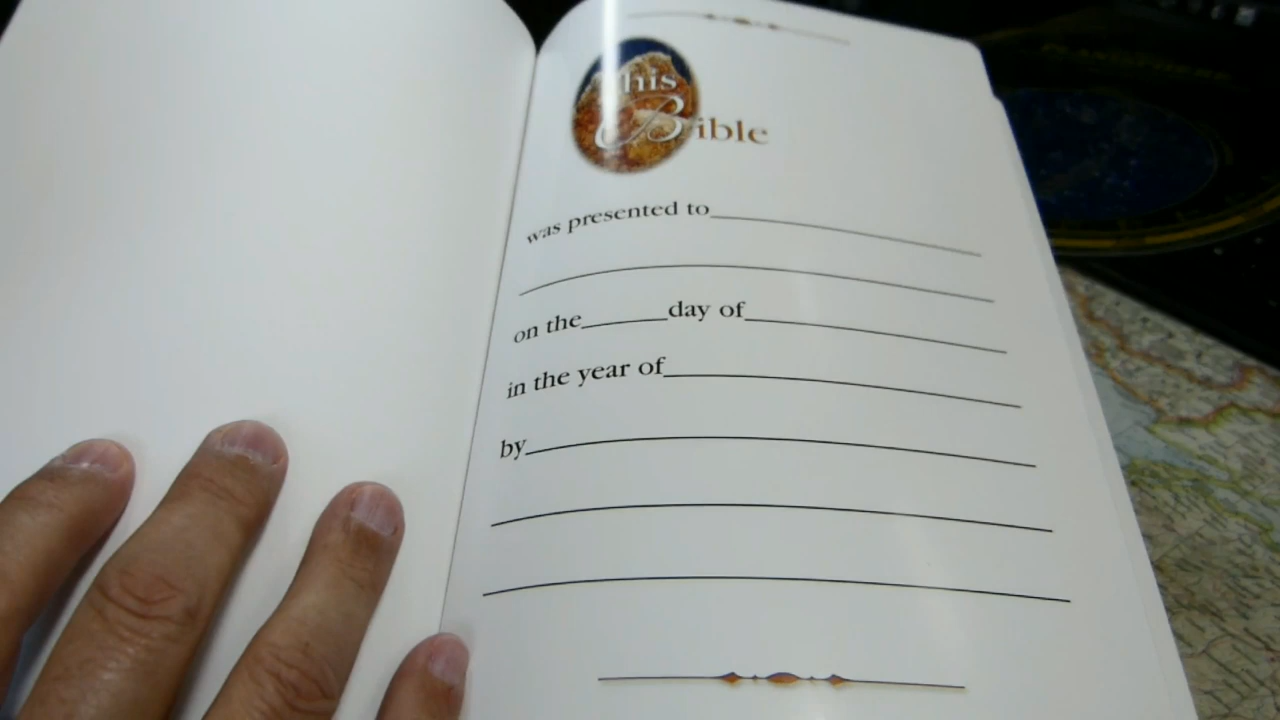 This
Bible
was presented to
on the day of
in the year of
by